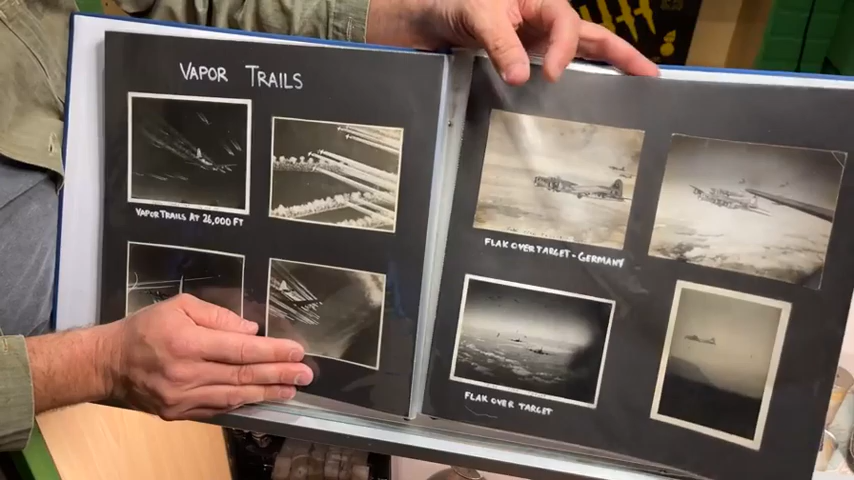 VAPOR TRAILS
VAPOR TRAILS AT 26,000 FT
FLAK OVER TARGET - GERMANY
FLAK OVER TARGET